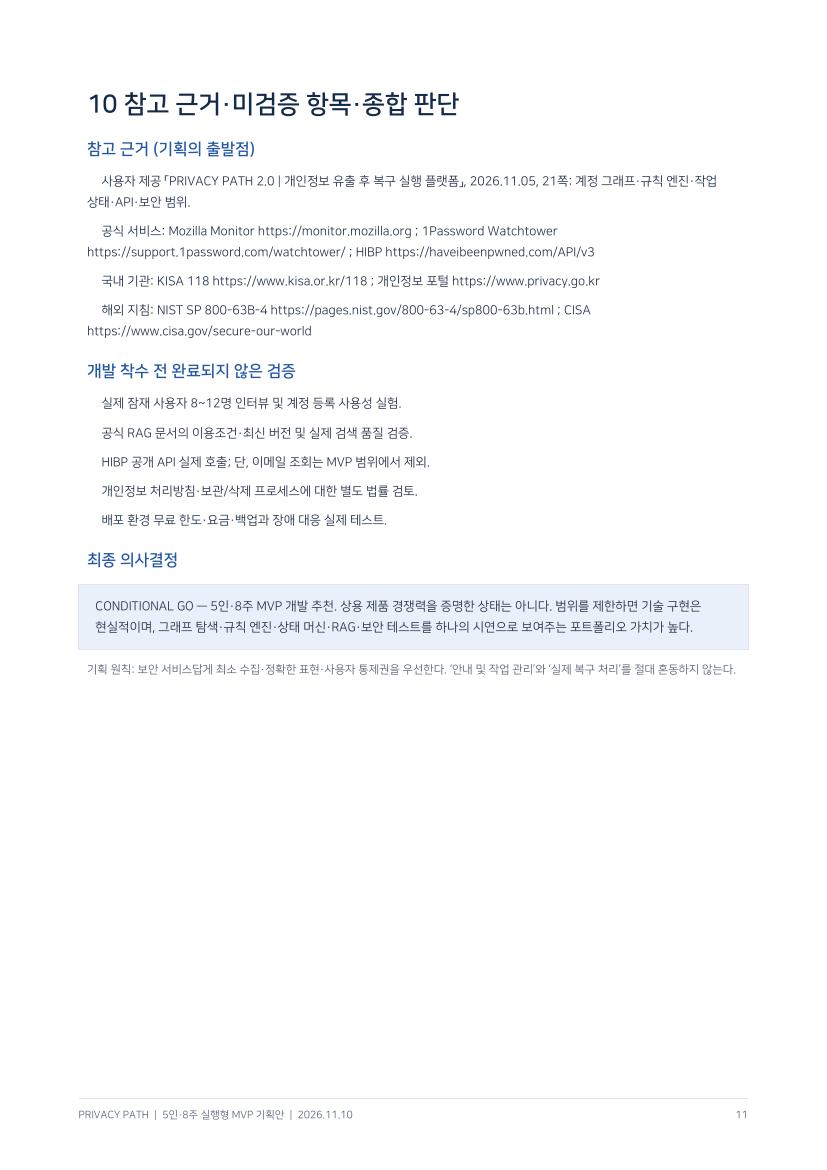 10 참고 근거·미검증 항목·종합 판단
참고 근거 (기획의 출발점)
사용자 제공 「PRIVACY PATH 2.0 | 개인정보 유출 후 복구 실행 플랫폼」, 2026.11.05, 21쪽: 계정 그래프·규칙 엔진·작업
상태·API·보안 범위.
공식 서비스: Mozilla Monitor https://monitor.mozilla.org ; 1Password Watchtower
https://support.1password.com/watchtower/ ; HIBP https://haveibeenpwned.com/API/v3
국내 기관: KISA 118 https://www.kisa.or.kr/118 ; 개인정보 포털 https://www.privacy.go.kr
해외 지침: NIST SP 800-63B-4 https://pages.nist.gov/800-63-4/sp800-63b.html ; CISA
https://www.cisa.gov/secure-our-world
개발 착수 전 완료되지 않은 검증
실제 잠재 사용자 8~12명 인터뷰 및 계정 등록 사용성 실험.
공식 RAG 문서의 이용조건·최신 버전 및 실제 검색 품질 검증.
HIBP 공개 API 실제 호출; 단, 이메일 조회는 MVP 범위에서 제외.
개인정보 처리방침·보관/삭제 프로세스에 대한 별도 법률 검토.
배포 환경 무료 한도·요금·백업과 장애 대응 실제 테스트.
최종 의사결정
CONDITIONAL GO — 5인·8주 MVP 개발 추천. 상용 제품 경쟁력을 증명한 상태는 아니다. 범위를 제한하면 기술 구현은
현실적이며, 그래프 탐색·규칙 엔진·상태 머신·RAG·보안 테스트를 하나의 시연으로 보여주는 포트폴리오 가치가 높다.
기획 원칙: 보안 서비스답게 최소 수집·정확한 표현·사용자 통제권을 우선한다. ‘안내 및 작업 관리’와 ‘실제 복구 처리’를 절대 혼동하지 않는다.
PRIVACY PATH | 5인·8주 실행형 MVP 기획안 | 2026.11.10
11